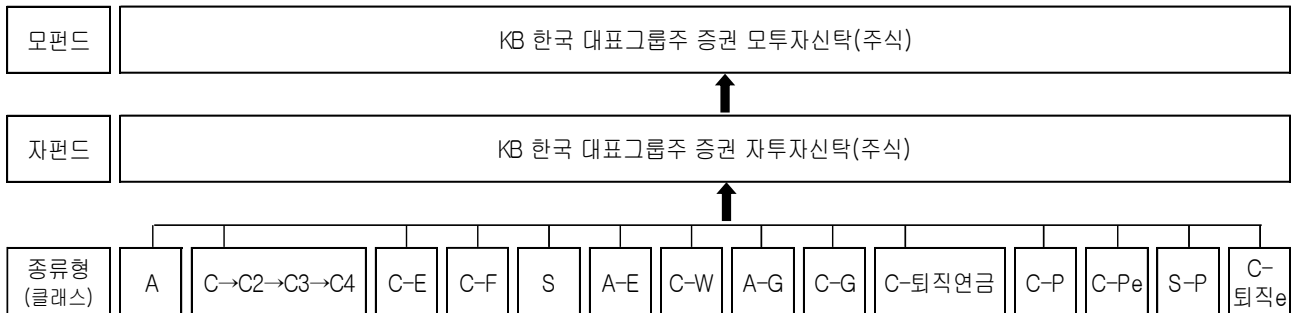 모펀드
KB 한국 대표그룹주 증권 모투자신탁(주식)
자펀드
KB 한국 대표그룹주 증권 자투자신탁(주식)
종류형
(클래스)
A
C→C2→C3→C4
C-E
C-F
S
A-E
C-W
A-G
C-G
C-퇴직연금
C-P
C-Pe
S-P
C-
퇴직e